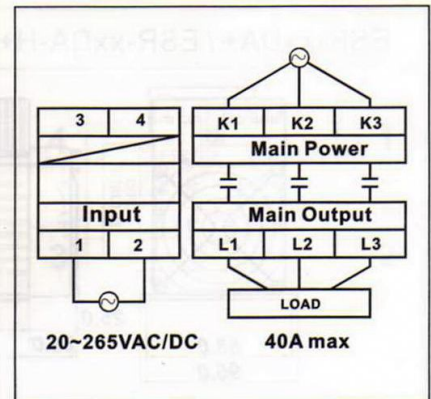 3 4
Input
1 2
20~265VAC/DC
K1 K2 K3
Main Power
Main Output
L1 L2 L3
LOAD
40A max